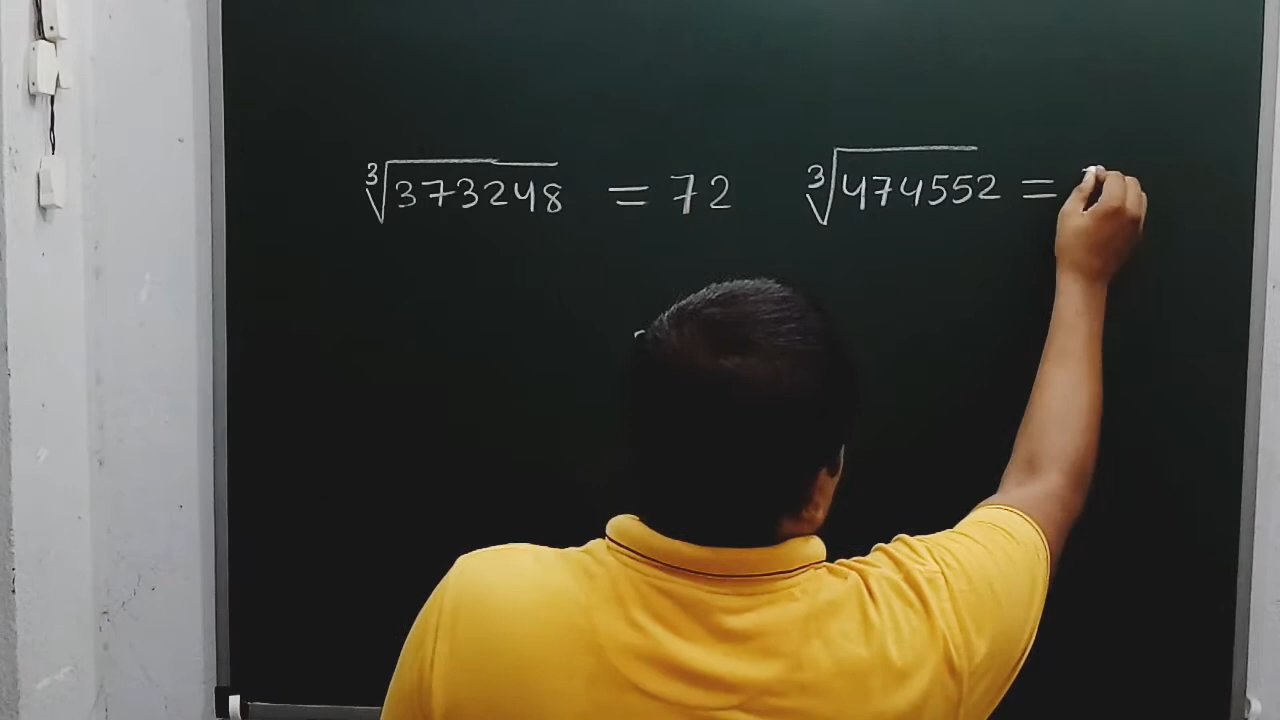 ∛373248 = 72 ∛474552 =